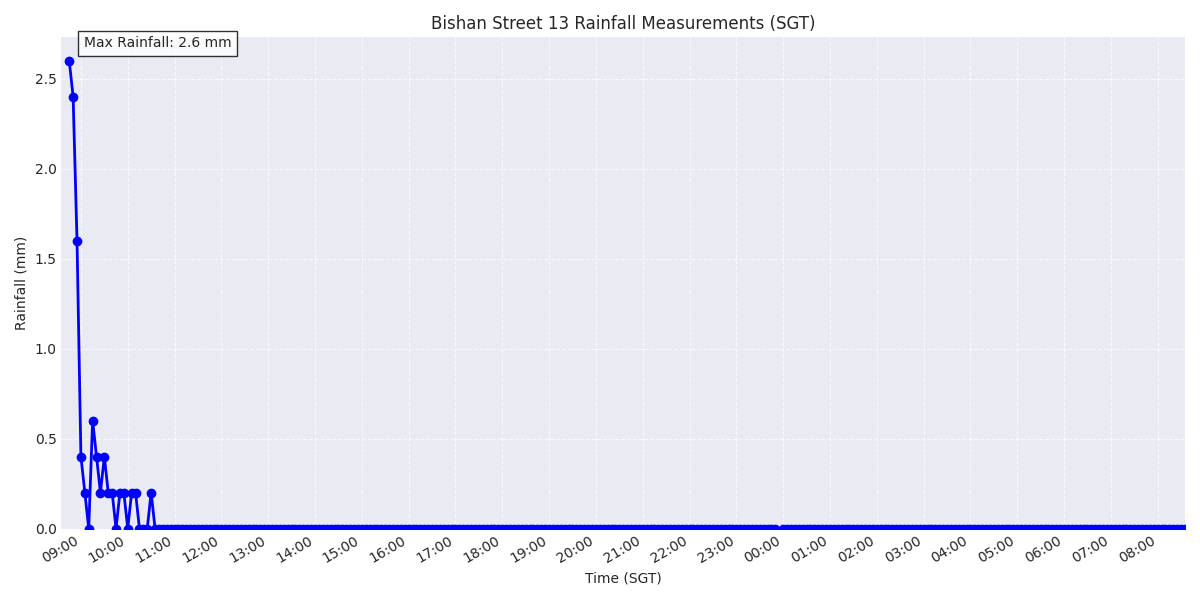 Bishan Street 13 Rainfall Measurements (SGT)
Max Rainfall: 2.6 mm
2.5
2.0
1.5
1.0
0.5
0.0
Rainfall (mm)
09:00 10:00 11:00 12:00 13:00 14:00 15:00 16:00 17:00 18:00 19:00 20:00 21:00 22:00 23:00 00:00 01:00 02:00 03:00 04:00 05:00 06:00 07:00 08:00
Time (SGT)